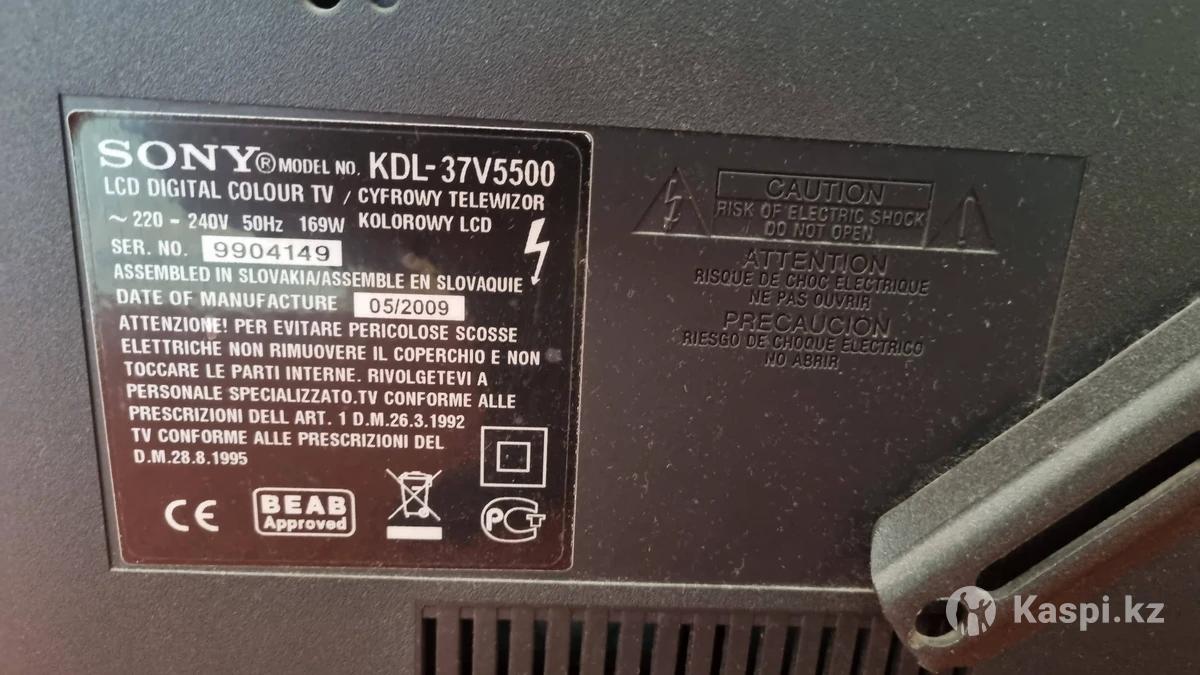 SONY® MODEL NO. KDL-37V5500
LCD DIGITAL COLOUR TV / CYFROWY TELEWIZOR
~ 220 - 240V 50Hz 169W KOLOROWY LCD
SER. NO. 9904149
ASSEMBLED IN SLOVAKIA/ASSEMBLE EN SLOVAQUIE
DATE OF MANUFACTURE 05/2009
ATTENZIONE! PER EVITARE PERICOLOSE SCOSSE
ELETTRICHE NON RIMUOVERE IL COPERCHIO E NON
TOCCARE LE PARTI INTERNE. RIVOLGETEVI A
PERSONALE SPECIALIZZATO.TV CONFORME ALLE
PRESCRIZIONI DELL ART. 1 D.M.26.3.1992
TV CONFORME ALLE PRESCRIZIONI DEL
D.M.28.8.1995
CE
BEAB
Approved
PCT
CAUTION
RISK OF ELECTRIC SHOCK
DO NOT OPEN
ATTENTION
RISQUE DE CHOC ELECTRIQUE
NE PAS OUVRIR
PRECAUCION
RIESGO DE CHOQUE ELECTRICO
NO ABRIR
Kaspi.kz